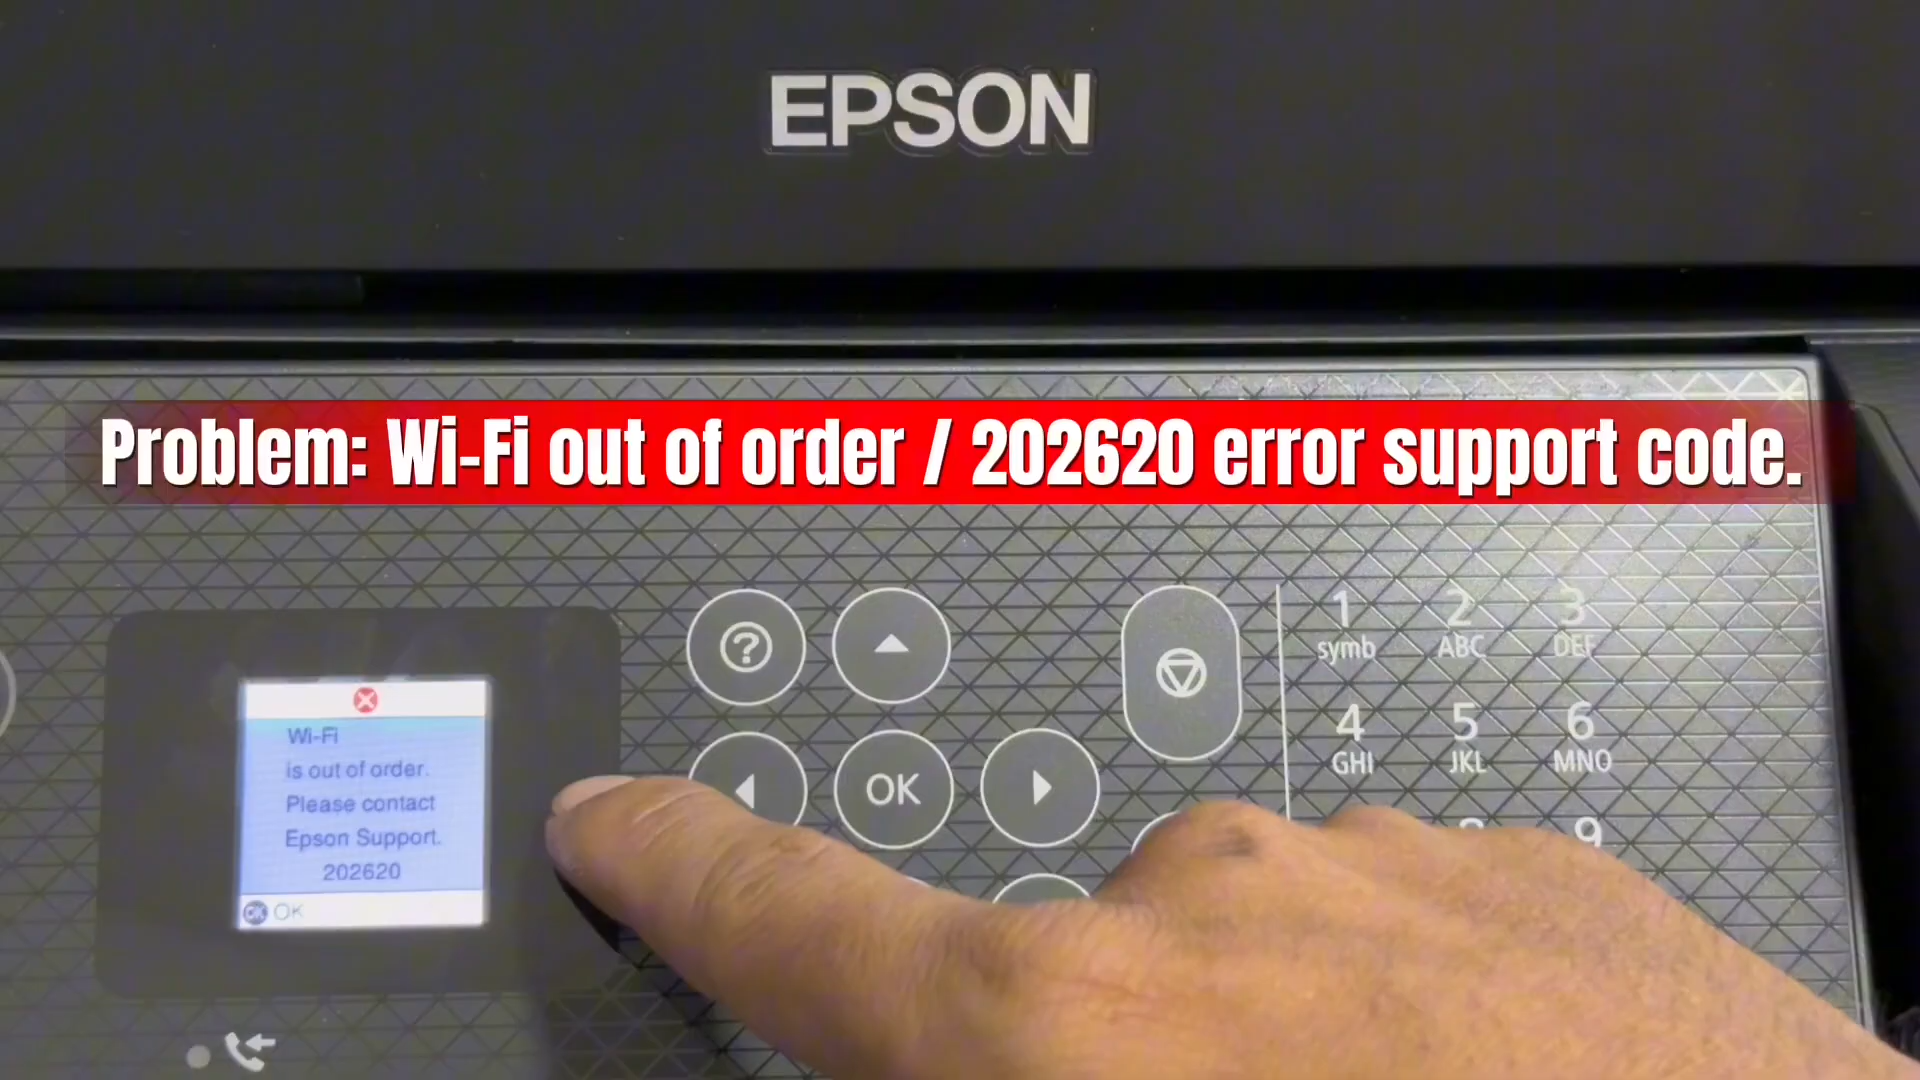 EPSON
Problem: Wi-Fi out of order / 202620 error support code.
Wi-Fi
is out of order.
Please contact
Epson Support.
202620
OK OK
?
OK
1 2 3
symb ABC DEF
4 5 6
GHI JKL MNO
9